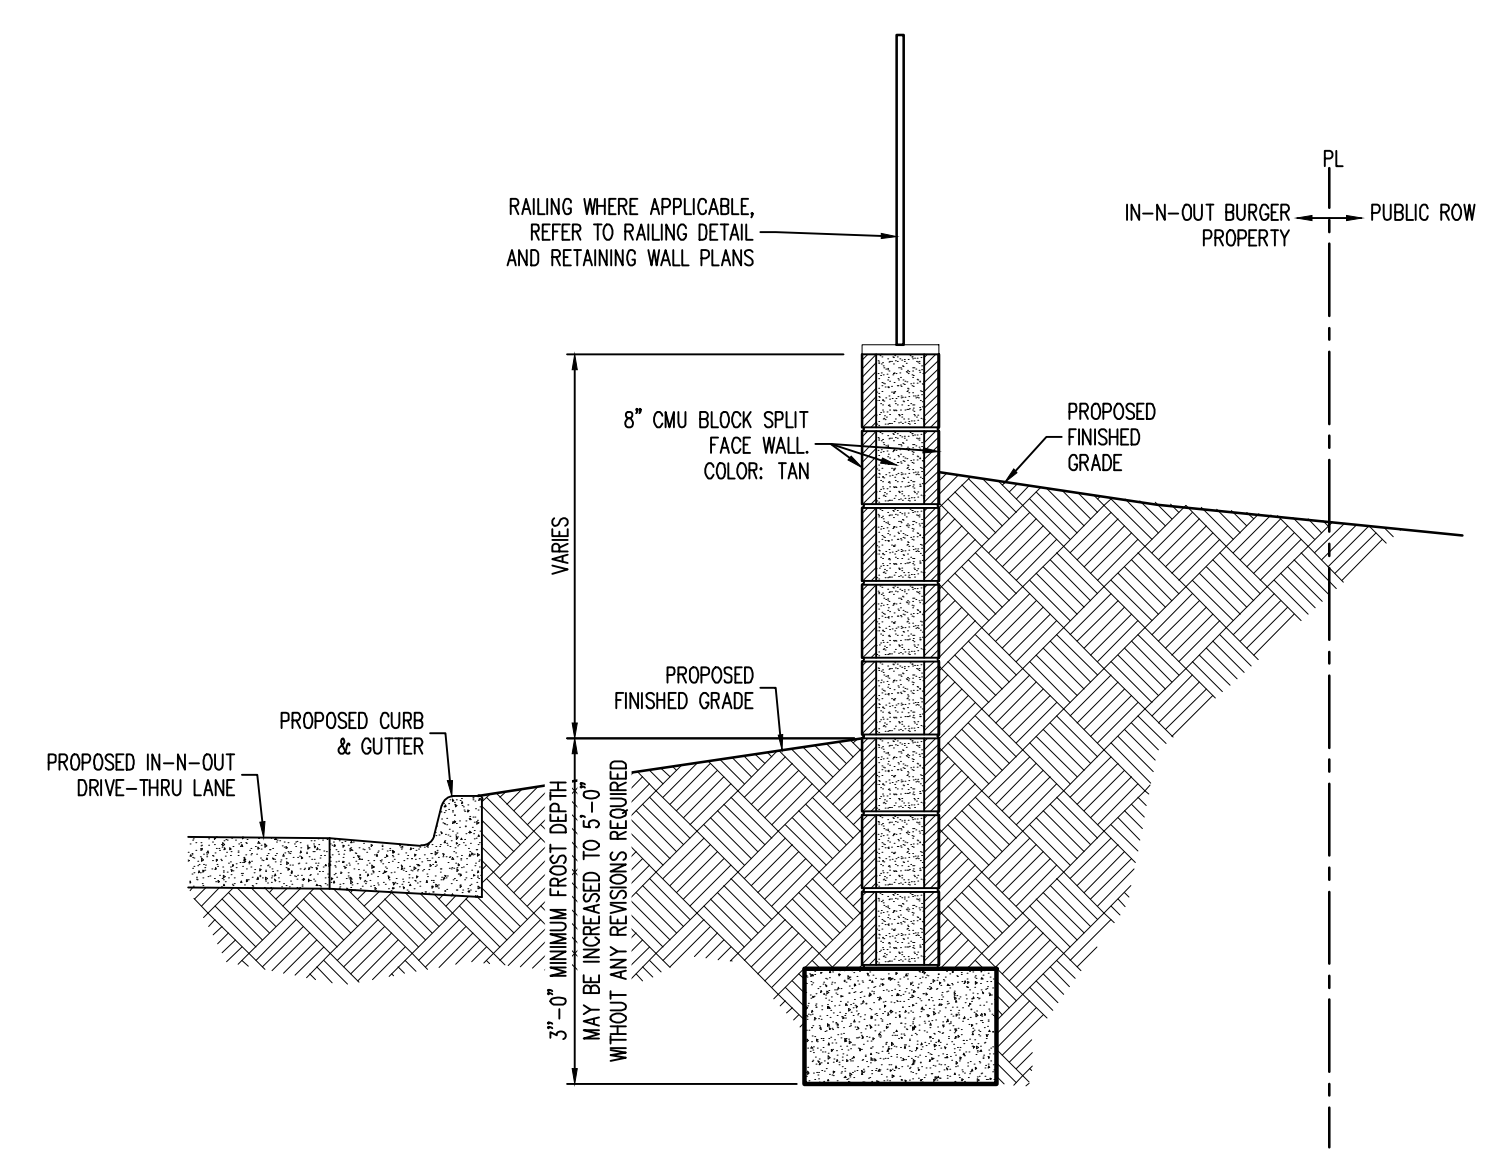 PL
RAILING WHERE APPLICABLE,
REFER TO RAILING DETAIL
AND RETAINING WALL PLANS
IN-N-OUT BURGER
PROPERTY
PUBLIC ROW
8" CMU BLOCK SPLIT
FACE WALL.
COLOR: TAN
PROPOSED
FINISHED
GRADE
VARIES
PROPOSED
FINISHED GRADE
PROPOSED CURB
& GUTTER
PROPOSED IN-N-OUT
DRIVE-THRU LANE
3"-0" MINIMUM FROST DEPTH
MAY BE INCREASED TO 5'-0"
WITHOUT ANY REVISIONS REQUIRED